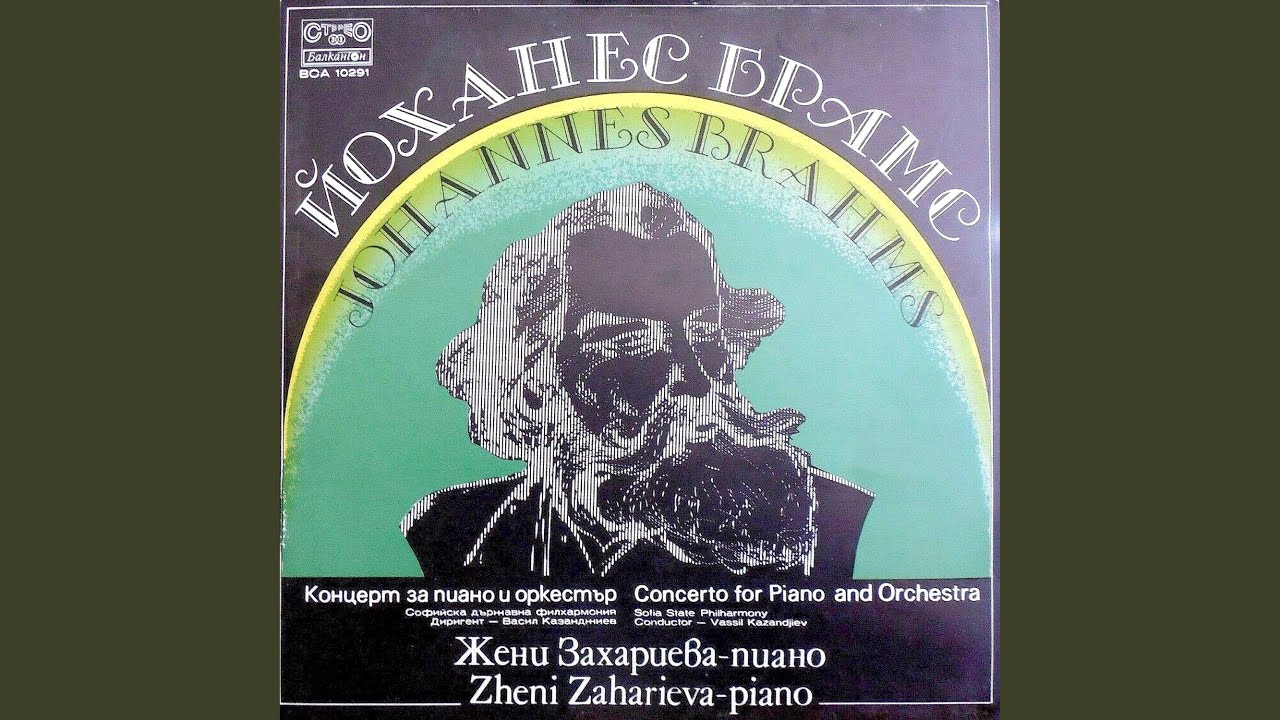 СТЕРЕО
Балкантон
ВСА 10291
ЙОХАНЕС БРАМС
JOHANNES BRAHMS
Концерт за пиано и оркестър Concerto for Piano and Orchestra
Софийска държавна филхармония Sofia State Philharmony
Диригент – Васил Казанджиев Conductor – Vassil Kazandjiev
Жени Захариева-пиано
Zheni Zaharieva-piano